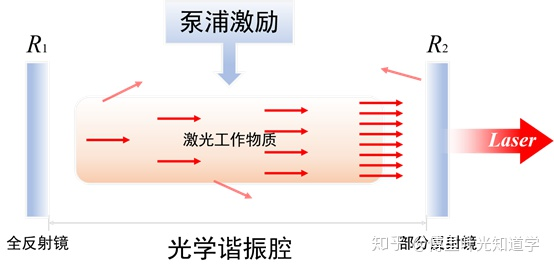 泵浦激励
R1
R2
激光工作物质
Laser
全反射镜
光学谐振腔
部分反射镜
知乎
光知道学